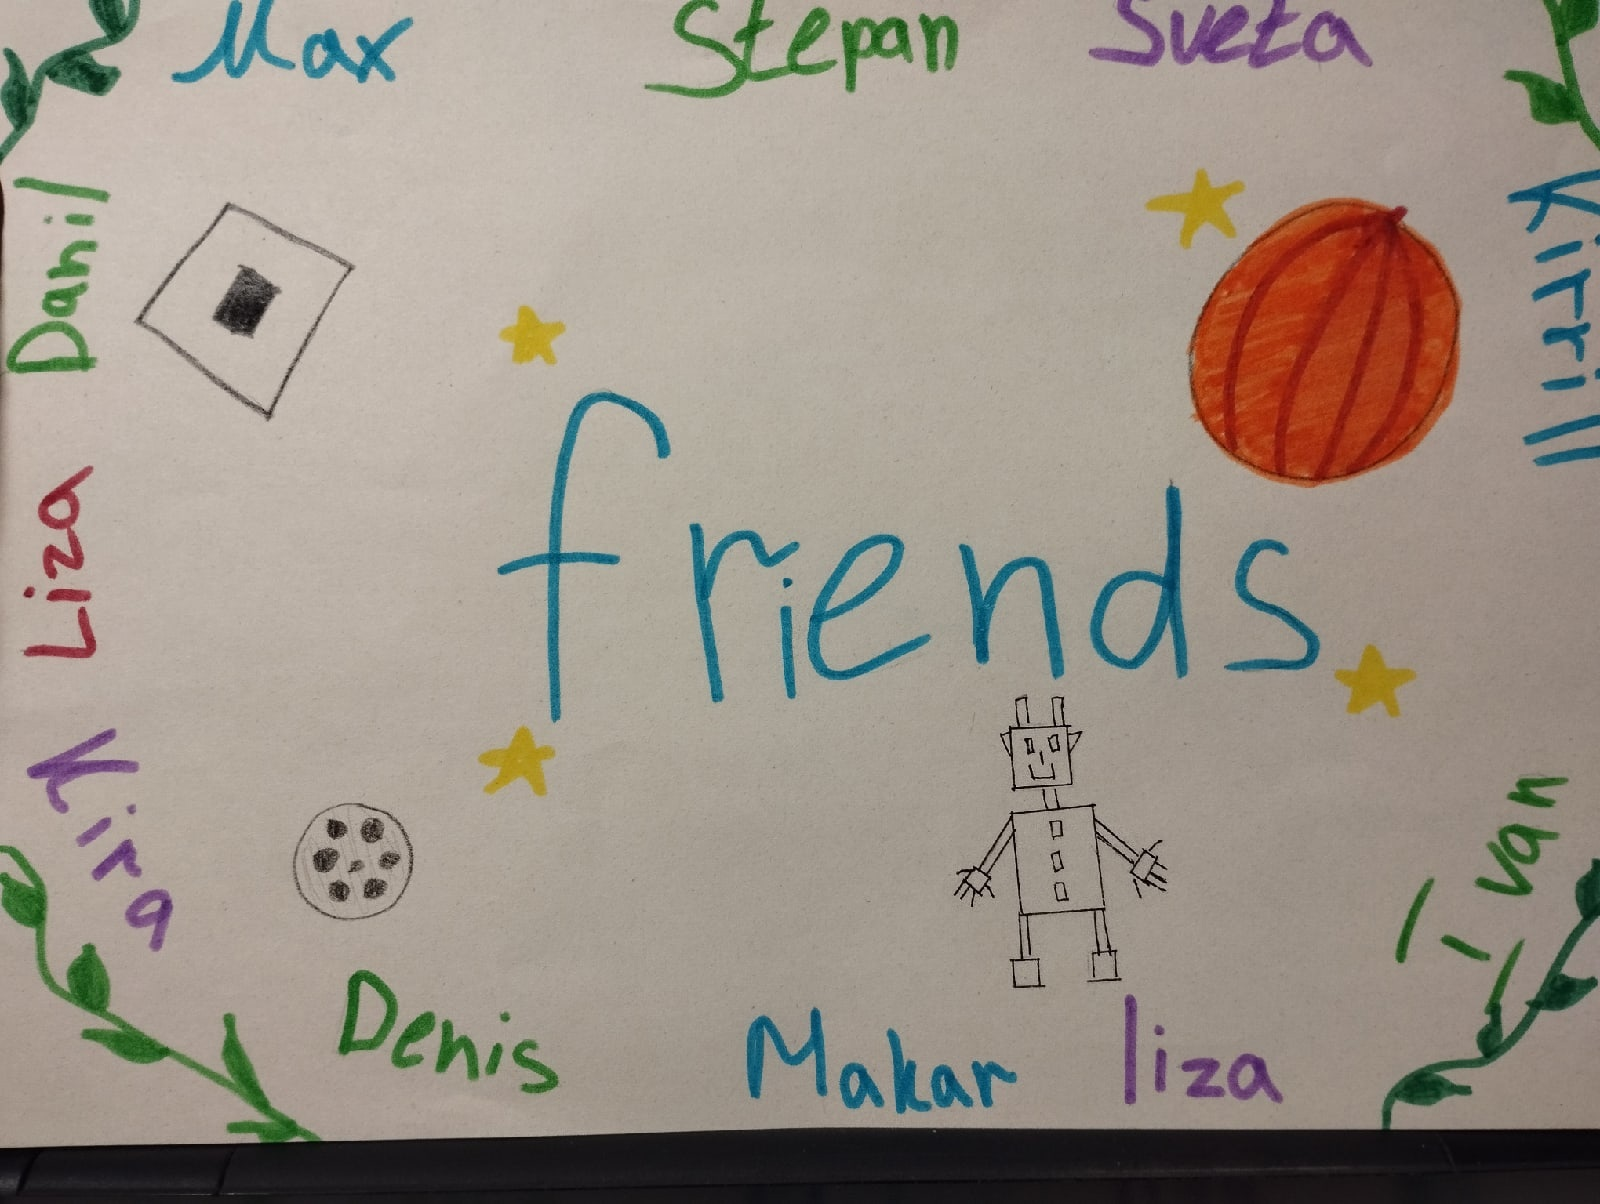 Max
Stepan
Sveta
Danil
Kirill
Liza
friends
Kira
Ivan
Denis
Makar
liza